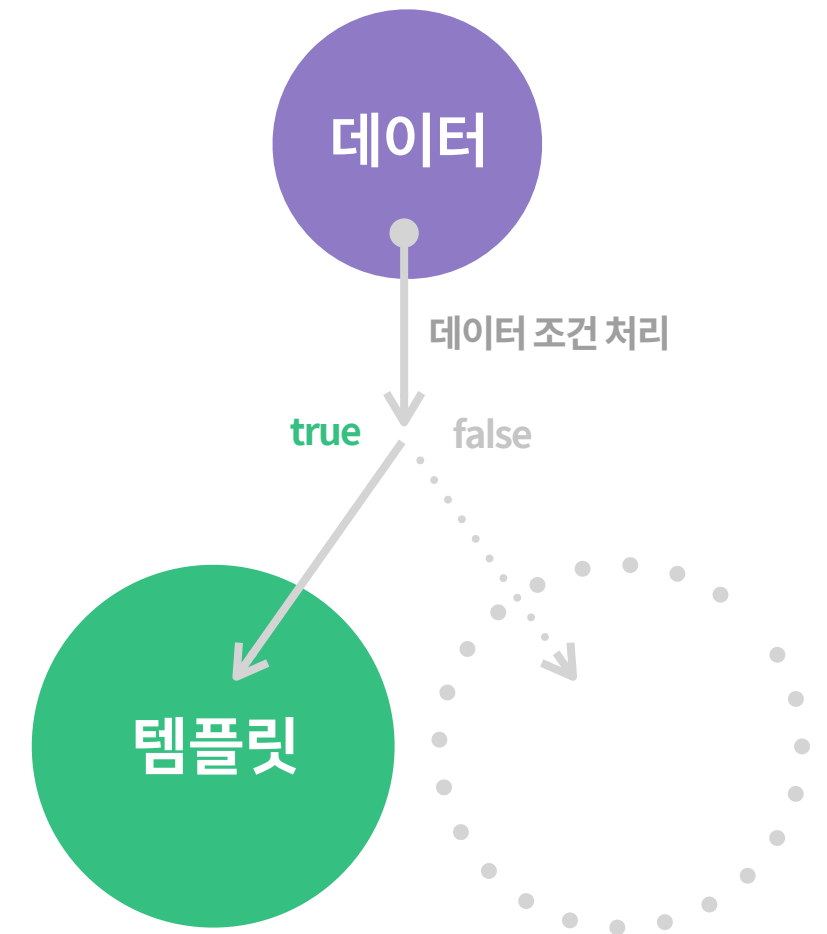 데이터
데이터 조건 처리
true
false
템플릿